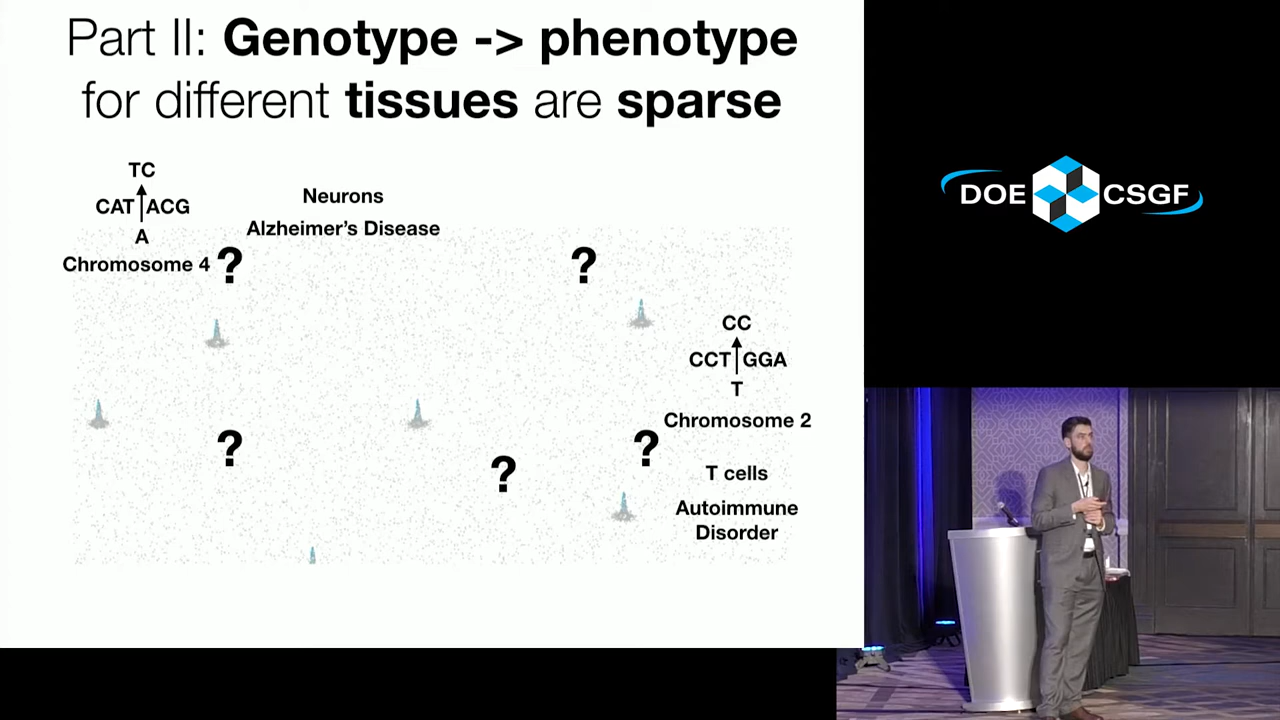 Part II: Genotype -> phenotype
for different tissues are sparse
TC
CAT ACG
A
Chromosome 4
?
Neurons
Alzheimer's Disease
?
CC
CCT GGA
T
Chromosome 2
?
?
?
T cells
Autoimmune
Disorder
DOE CSGF